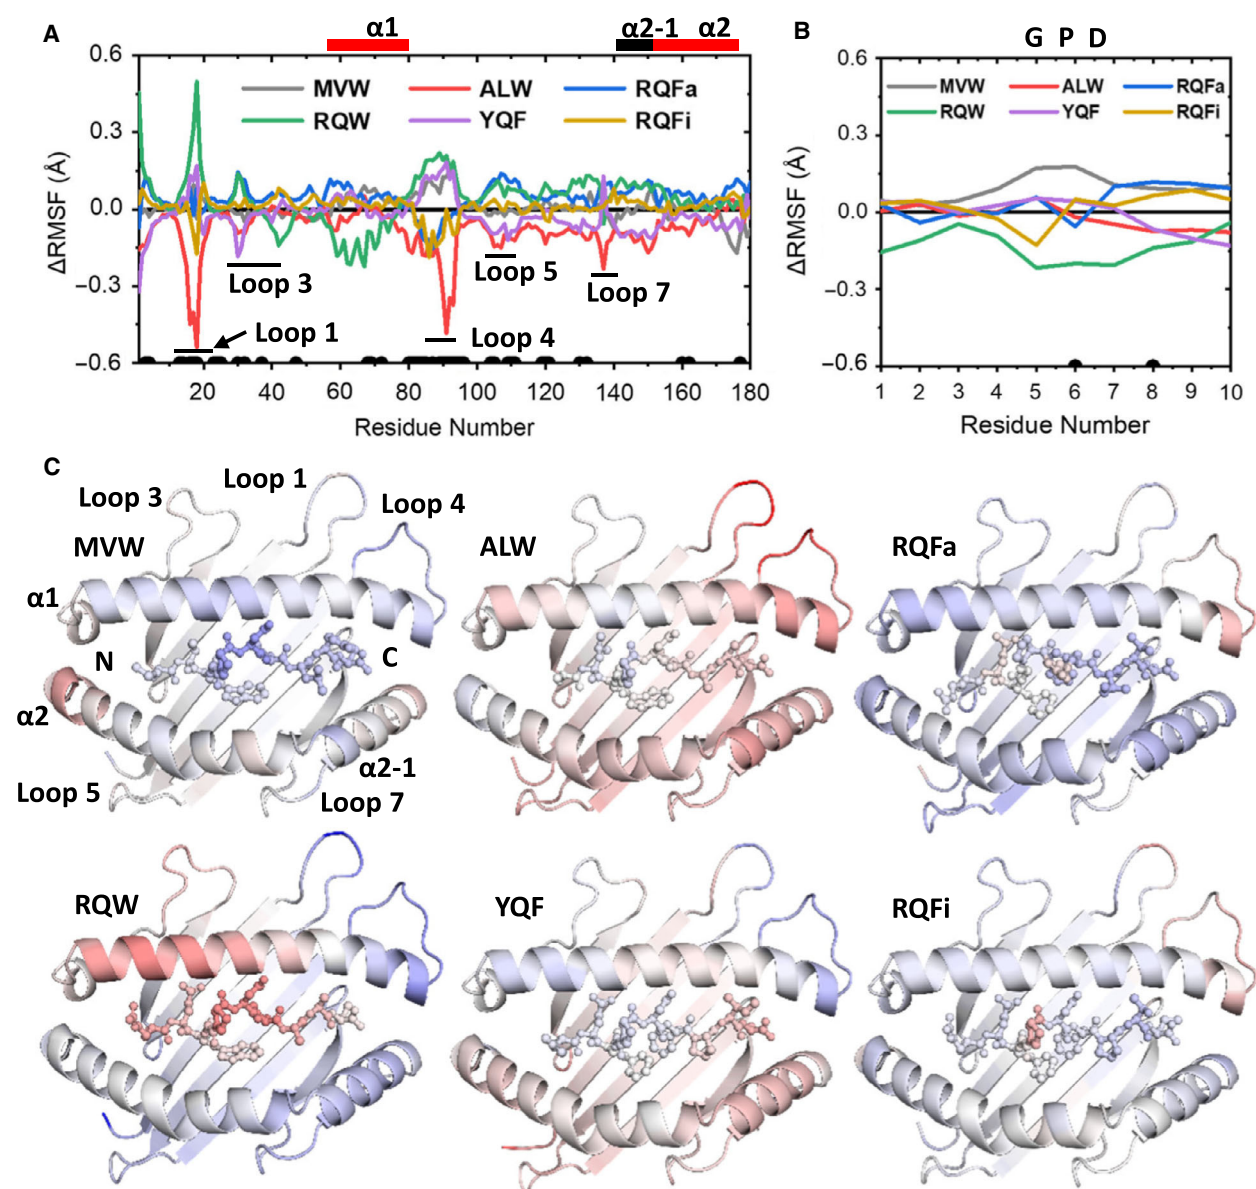 A
α1
α2-1
α2
0.6
0.3
0.0
−0.3
−0.6
ΔRMSF (Å)
MVW
ALW
RQFa
RQW
YQF
RQFi
Loop 3
Loop 5
Loop 7
Loop 1
Loop 4
20 40 60 80 100 120 140 160 180
Residue Number
B
G P D
0.6
0.3
0.0
−0.3
−0.6
ΔRMSF (Å)
MVW
ALW
RQFa
RQW
YQF
RQFi
1 2 3 4 5 6 7 8 9 10
Residue Number
C
Loop 3
Loop 1
Loop 4
MVW
α1
N
C
α2
α2-1
Loop 5
Loop 7
ALW
RQFa
RQW
YQF
RQFi